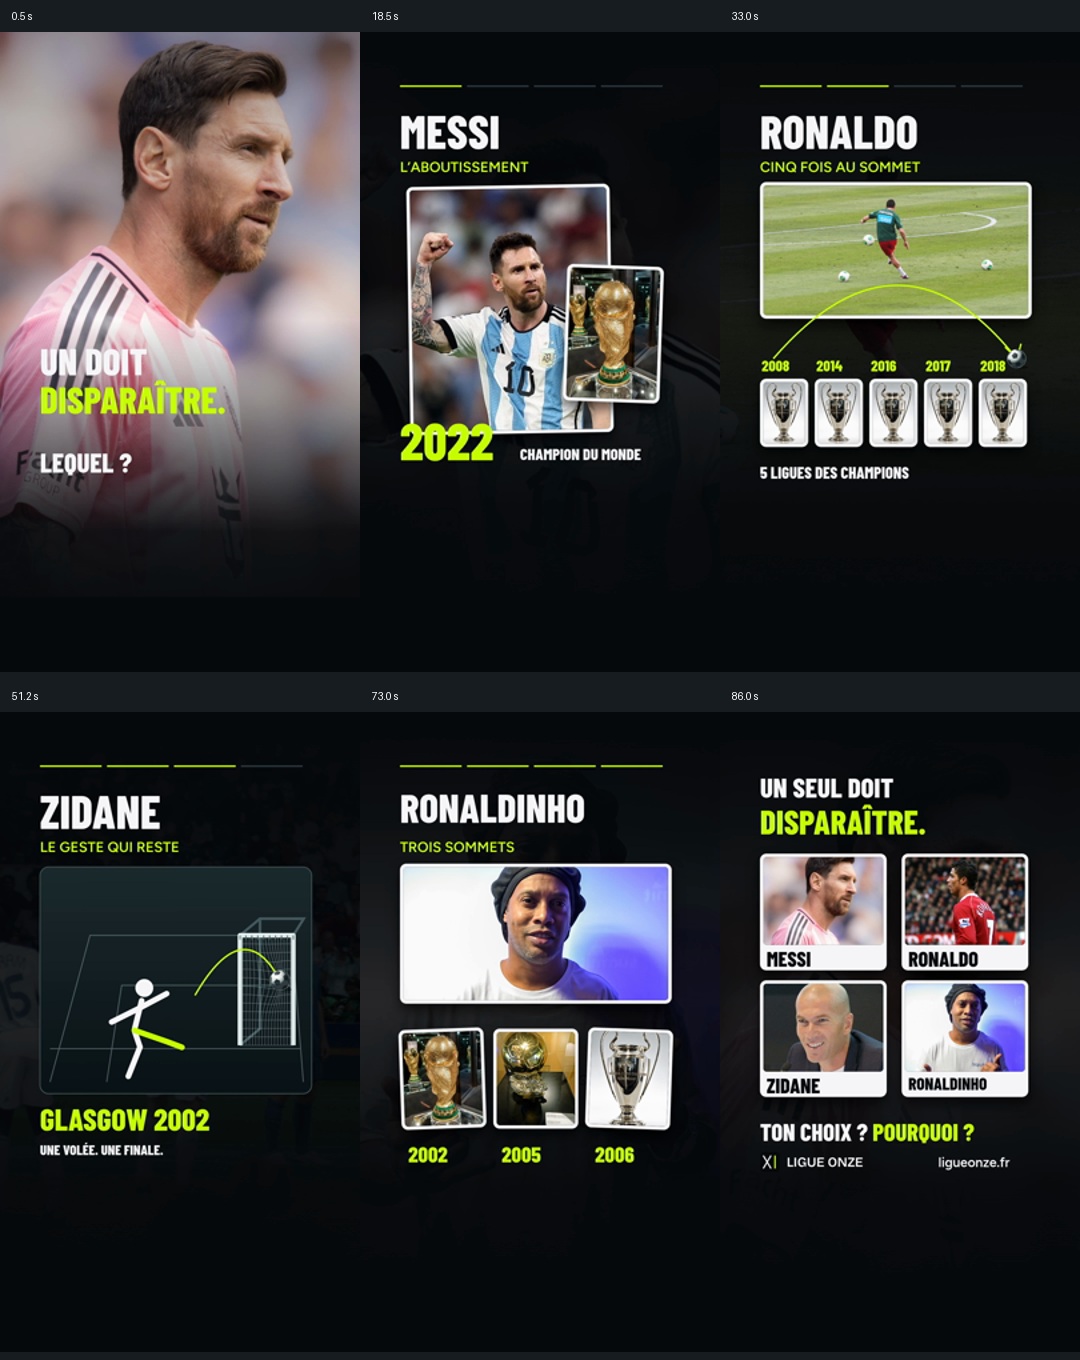 0.5s
18.5s
33.0s
UN DOIT
DISPARAÎTRE.
LEQUEL ?
MESSI
L'ABOUTISSEMENT
10
2022
CHAMPION DU MONDE
RONALDO
CINQ FOIS AU SOMMET
2008 2014 2016 2017 2018
5 LIGUES DES CHAMPIONS
51.2s
73.0s
86.0s
ZIDANE
LE GESTE QUI RESTE
GLASGOW 2002
UNE VOLÉE. UNE FINALE.
RONALDINHO
TROIS SOMMETS
2002 2005 2006
UN SEUL DOIT
DISPARAÎTRE.
MESSI
RONALDO
7
ZIDANE
RONALDINHO
TON CHOIX ? POURQUOI ?
XI LIGUE ONZE
ligueonze.fr